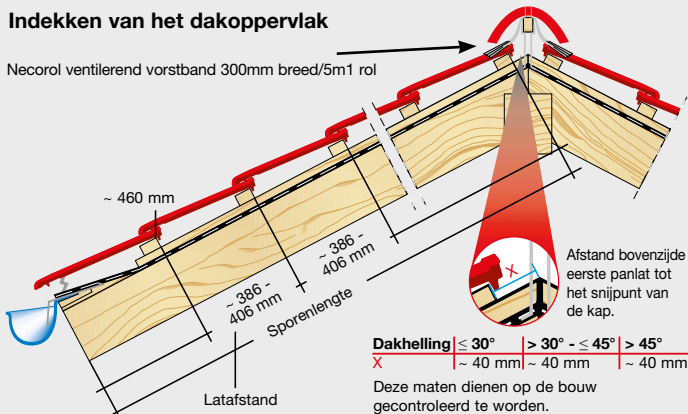 Indekken van het dakoppervlak
Necorol ventilerend vorstband 300mm breed/5m1 rol
~ 460 mm
~ 386 -
406 mm
~ 386 -
406 mm
Sporenlengte
Latafstand
X
Afstand bovenzijde
eerste panlat tot
het snijpunt van
de kap.
Dakhelling ≤ 30° > 30° - ≤ 45° > 45°
X ~ 40 mm ~ 40 mm ~ 40 mm
Deze maten dienen op de bouw
gecontroleerd te worden.